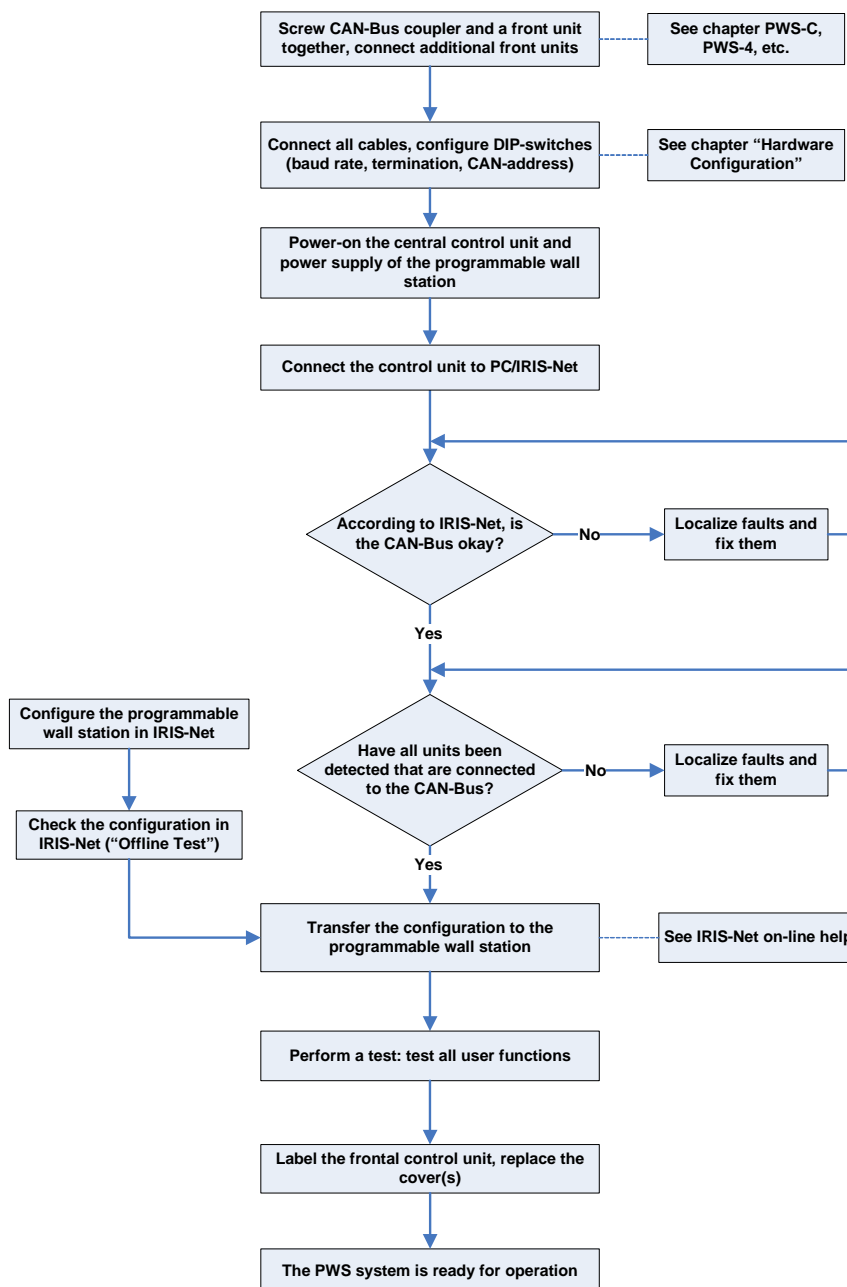 Screw CAN-Bus coupler and a front unit
together, connect additional front units
See chapter PWS-C,
PWS-4, etc.
Connect all cables, configure DIP-switches
(baud rate, termination, CAN-address)
See chapter “Hardware
Configuration”
Power-on the central control unit and
power supply of the programmable wall
station
Connect the control unit to PC/IRIS-Net
According to IRIS-Net, is
the CAN-Bus okay?
No
Localize faults and
fix them
Yes
Configure the programmable
wall station in IRIS-Net
Have all units been
detected that are connected
to the CAN-Bus?
No
Localize faults and
fix them
Check the configuration in
IRIS-Net (“Offline Test”)
Yes
Transfer the configuration to the
programmable wall station
See IRIS-Net on-line help
Perform a test: test all user functions
Label the frontal control unit, replace the
cover(s)
The PWS system is ready for operation